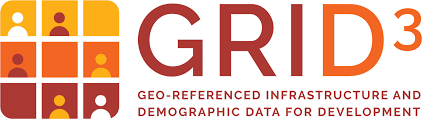 GRID³
GEO-REFERENCED INFRASTRUCTURE AND
DEMOGRAPHIC DATA FOR DEVELOPMENT